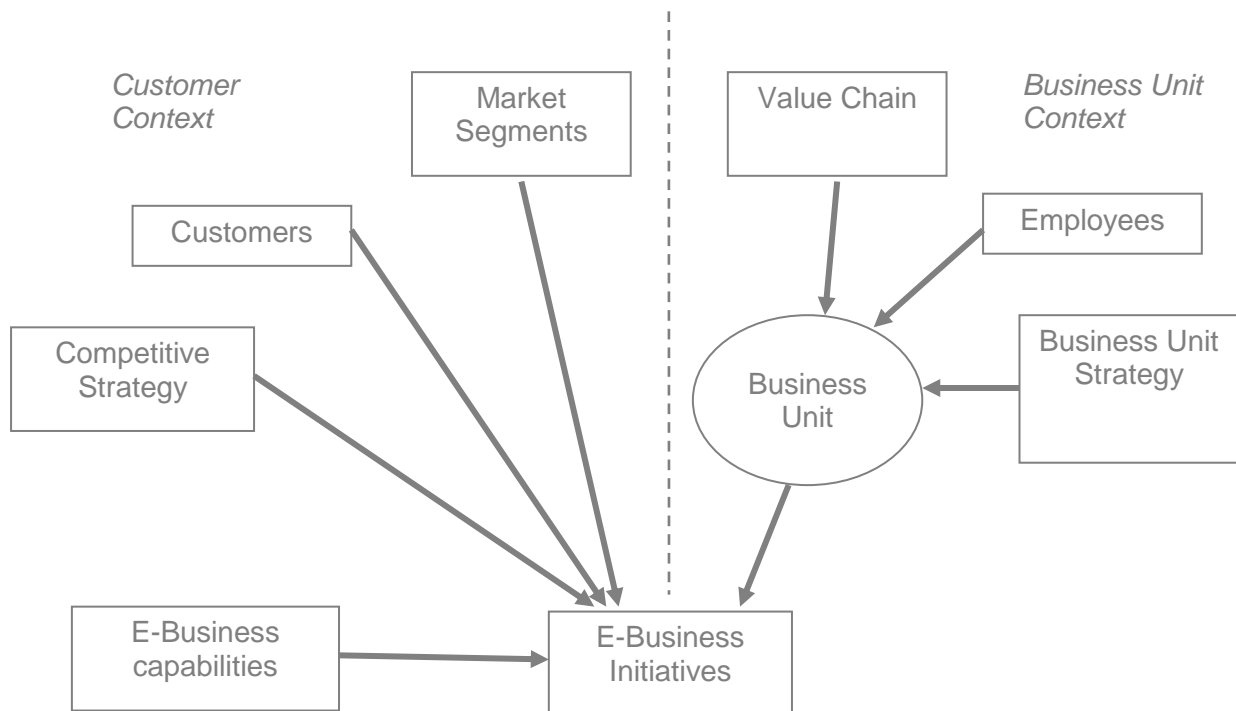 Customer
Context
Market
Segments
Value Chain
Business Unit
Context
Customers
Employees
Competitive
Strategy
Business Unit
Strategy
Business
Unit
E-Business
capabilities
E-Business
Initiatives